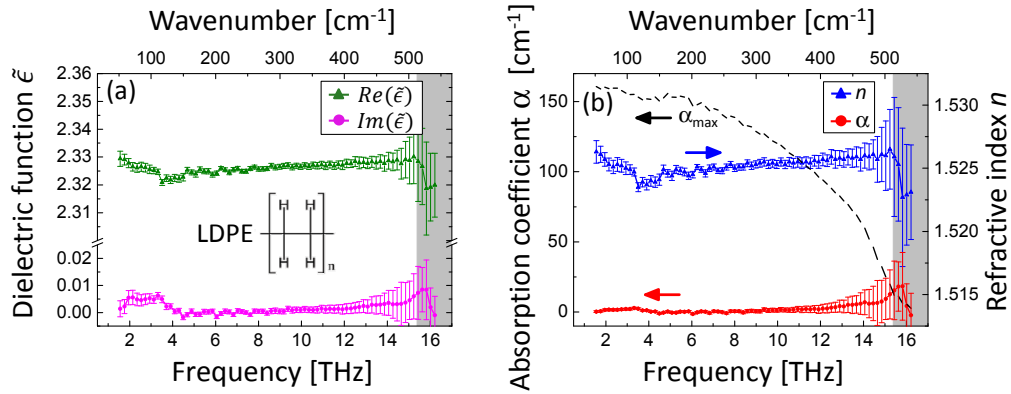 Wavenumber [cm⁻¹]
100 200 300 400 500
(a)
Re(ϵ̃)
Im(ϵ̃)
Dielectric function ϵ̃
2.36
2.35
2.34
2.33
2.32
2.31
0.01
0.005
0.00
LDPE
H H
H H
n
2 4 6 8 10 12 14 16
Frequency [THz]
Wavenumber [cm⁻¹]
100 200 300 400 500
(b)
n
α
αmax
Absorption coefficient α [cm⁻¹]
150
100
50
0
Refractive index n
1.530
1.525
1.520
1.515
2 4 6 8 10 12 14 16
Frequency [THz]